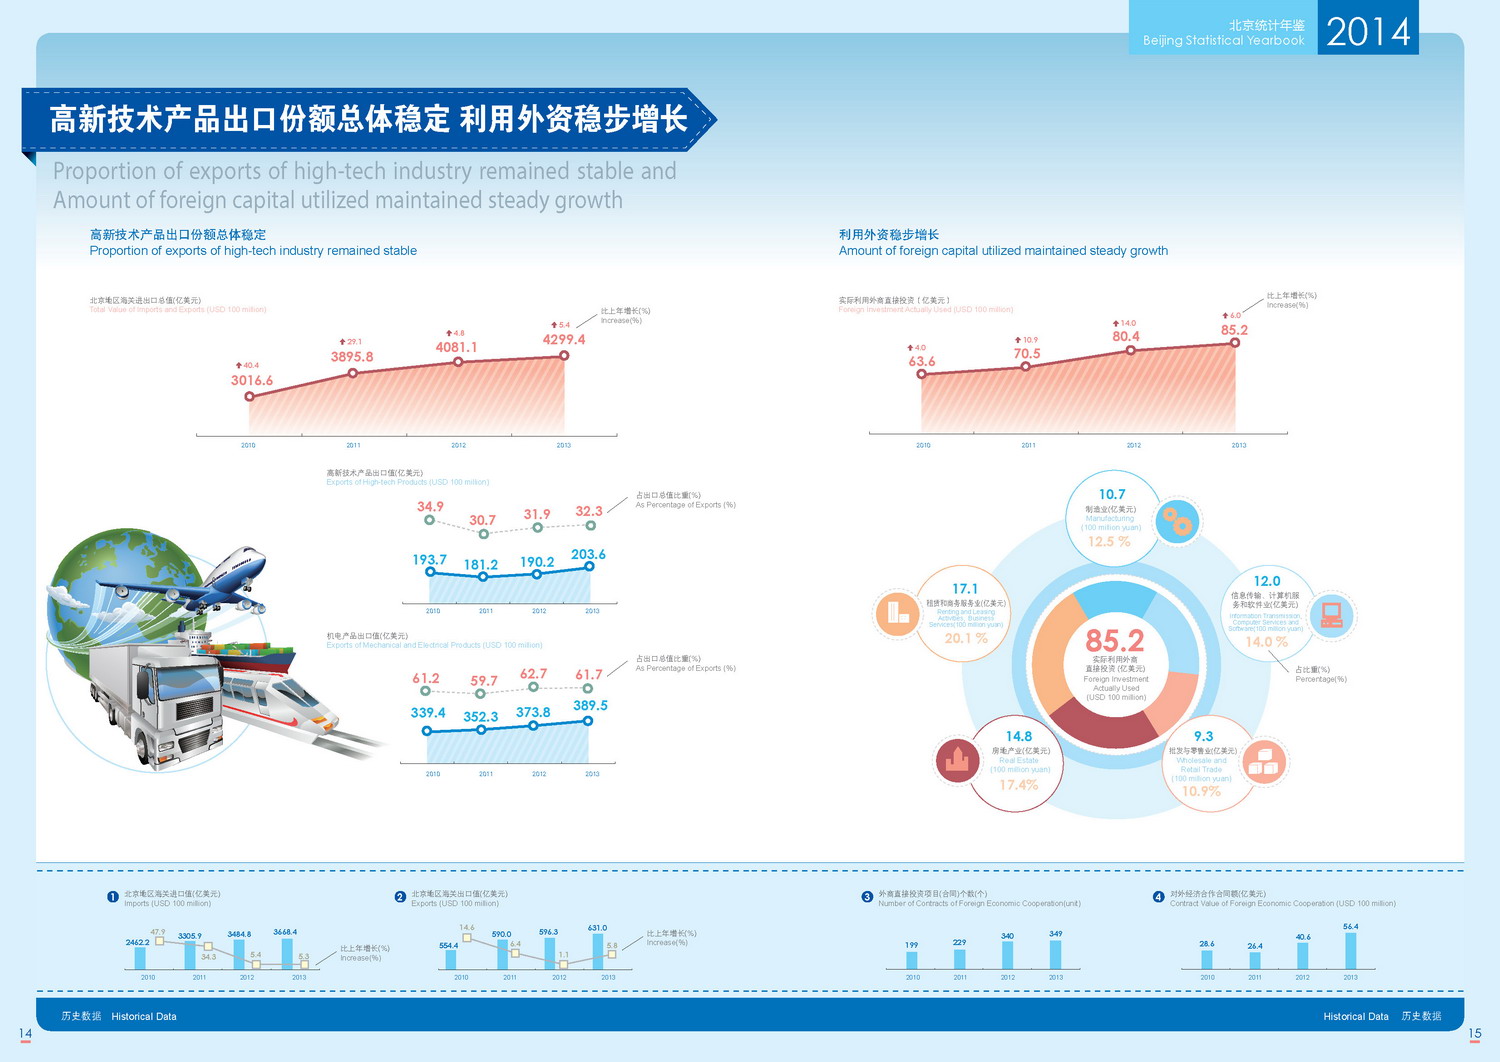 北京统计年鉴
Beijing Statistical Yearbook
2014
高新技术产品出口份额总体稳定 利用外资稳步增长
Proportion of exports of high-tech industry remained stable and
Amount of foreign capital utilized maintained steady growth
高新技术产品出口份额总体稳定
Proportion of exports of high-tech industry remained stable
北京地区海关进出口总值(亿美元)
Total Value of Imports and Exports (USD 100 million)
比上年增长(%)
Increase(%)
40.4
3016.6
29.1
3895.8
4.8
4081.1
5.4
4299.4
2010 2011 2012 2013
高新技术产品出口值(亿美元)
Exports of High-tech Products (USD 100 million)
占出口总值比重(%)
As Percentage of Exports (%)
34.9 30.7 31.9 32.3
193.7 181.2 190.2 203.6
2010 2011 2012 2013
机电产品出口值(亿美元)
Exports of Mechanical and Electrical Products (USD 100 million)
占出口总值比重(%)
As Percentage of Exports (%)
61.2 59.7 62.7 61.7
339.4 352.3 373.8 389.5
2010 2011 2012 2013
利用外资稳步增长
Amount of foreign capital utilized maintained steady growth
实际利用外商直接投资(亿美元)
Foreign Investment Actually Used (USD 100 million)
比上年增长(%)
Increase(%)
4.0
63.6
10.9
70.5
14.0
80.4
6.0
85.2
2010 2011 2012 2013
10.7
制造业(亿美元)
Manufacturing
(100 million yuan)
12.5 %
17.1
租赁和商务服务业(亿美元)
Renting and Leasing
Activities, Business
Services(100 million yuan)
20.1 %
12.0
信息传输、计算机服
务和软件业(亿美元)
Information Transmission,
Computer Services and
Software(100 million yuan)
14.0 %
占比重(%)
Percentage(%)
85.2
实际利用外商
直接投资(亿美元)
Foreign Investment
Actually Used
(USD 100 million)
14.8
房地产业(亿美元)
Real Estate
(100 million yuan)
17.4%
9.3
批发与零售业(亿美元)
Wholesale and
Retail Trade
(100 million yuan)
10.9%
1 北京地区海关进口值(亿美元)
Imports (USD 100 million)
2462.2 3305.9 3484.8 3668.4
47.9 34.3 5.4 5.3
比上年增长(%)
Increase(%)
2010 2011 2012 2013
2 北京地区海关出口值(亿美元)
Exports (USD 100 million)
554.4 590.0 596.3 631.0
14.6 6.4 1.1 5.8
比上年增长(%)
Increase(%)
2010 2011 2012 2013
3 外商直接投资项目(合同)个数(个)
Number of Contracts of Foreign Economic Cooperation(unit)
199 229 340 349
2010 2011 2012 2013
4 对外经济合作合同额(亿美元)
Contract Value of Foreign Economic Cooperation (USD 100 million)
28.6 26.4 40.6 56.4
2010 2011 2012 2013
历史数据 Historical Data
Historical Data 历史数据
14
15